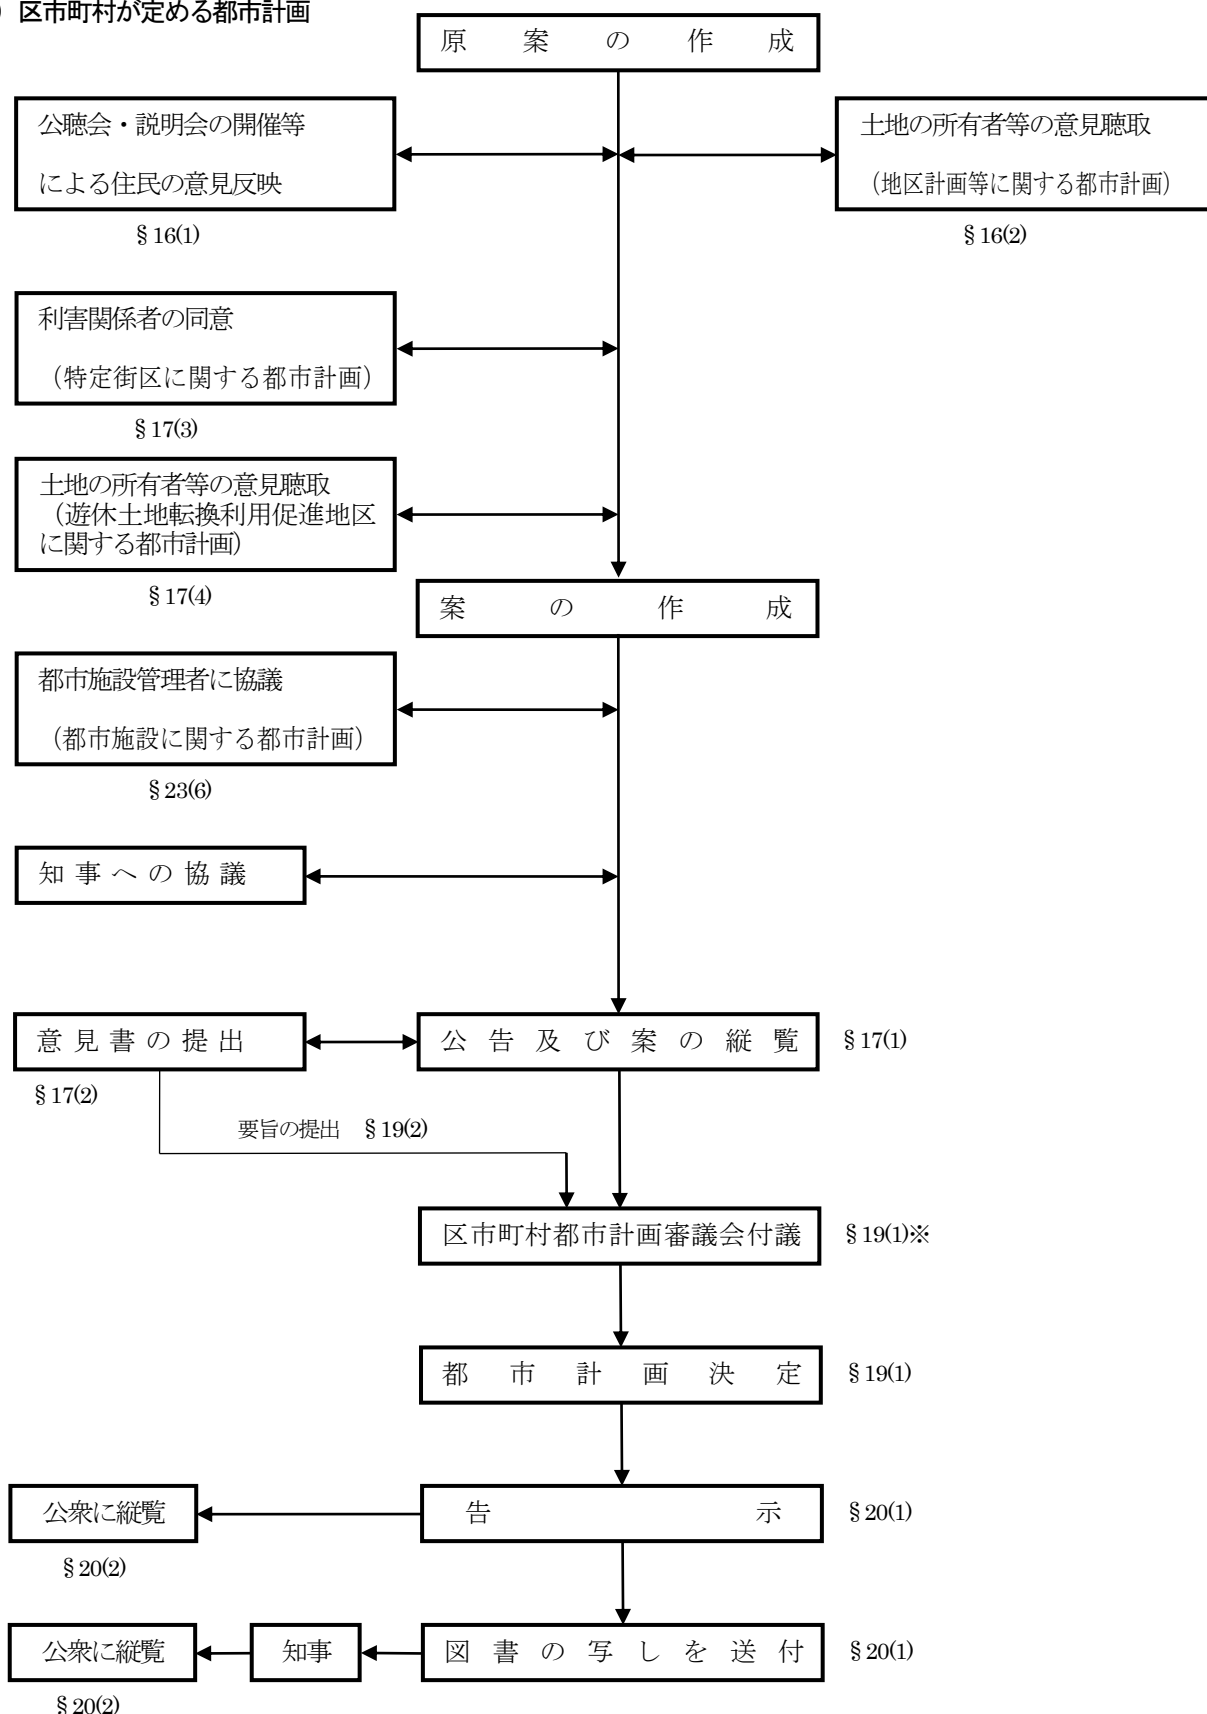 区市町村が定める都市計画
原案の作成
公聴会・説明会の開催等
による住民の意見反映
§16(1)
土地の所有者等の意見聴取
（地区計画等に関する都市計画）
§16(2)
利害関係者の同意
（特定街区に関する都市計画）
§17(3)
土地の所有者等の意見聴取
（遊休土地転換利用促進地区
に関する都市計画）
§17(4)
案の作成
都市施設管理者に協議
（都市施設に関する都市計画）
§23(6)
知事への協議
意見書の提出
§17(2)
公告及び案の縦覧
§17(1)
要旨の提出 §19(2)
区市町村都市計画審議会付議
§19(1)※
都市計画決定
§19(1)
公衆に縦覧
§20(2)
告示
§20(1)
公衆に縦覧
§20(2)
知事
図書の写しを送付
§20(1)